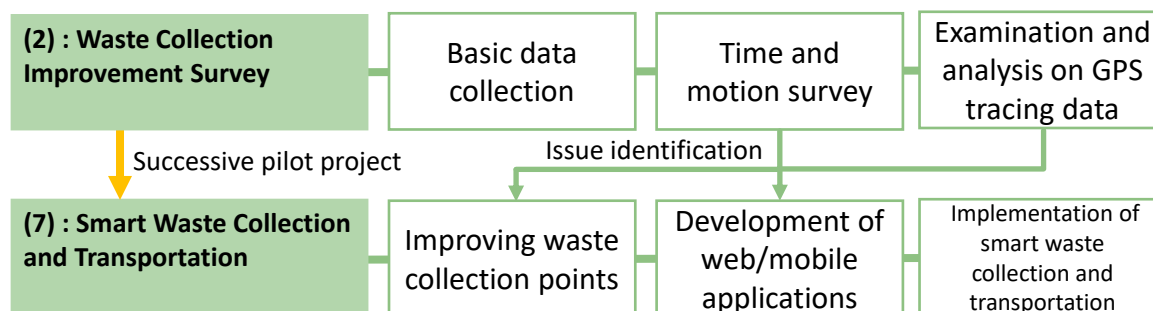 (2) : Waste Collection
Improvement Survey
Basic data
collection
Time and
motion survey
Examination and
analysis on GPS
tracing data
Successive pilot project
Issue identification
(7) : Smart Waste Collection
and Transportation
Improving waste
collection points
Development of
web/mobile
applications
Implementation of
smart waste
collection and
transportation